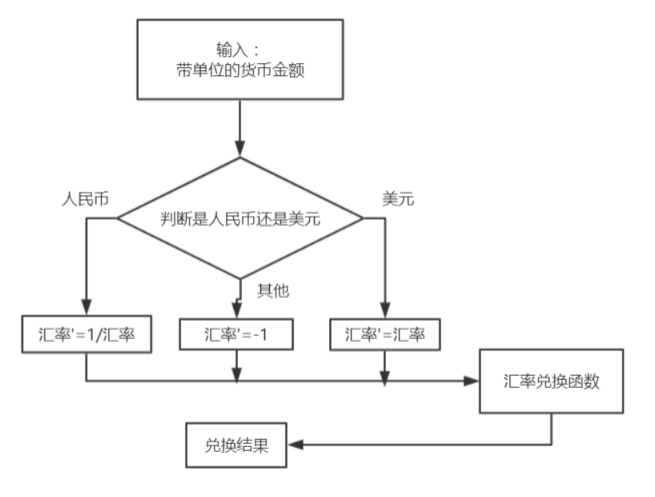 输入：
带单位的货币金额
人民币
美元
判断是人民币还是美元
其他
汇率'=1/汇率
汇率'=-1
汇率'=汇率
汇率兑换函数
兑换结果